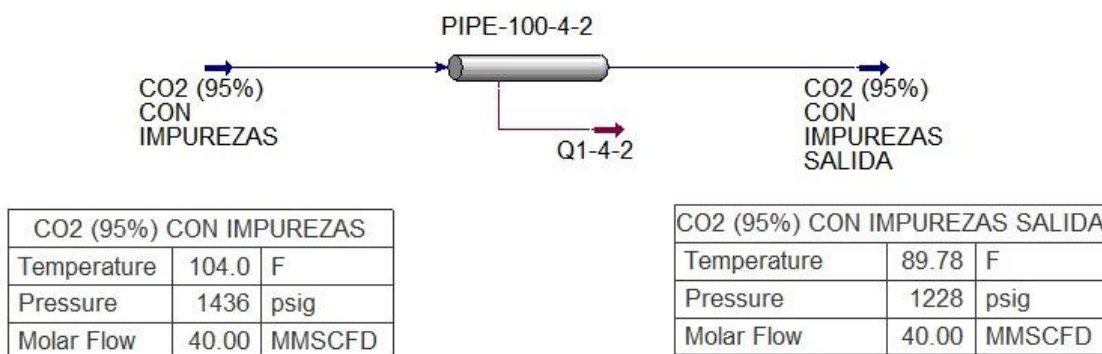 PIPE-100-4-2
CO2 (95%)
CON
IMPUREZAS
Q1-4-2
CO2 (95%)
CON
IMPUREZAS
SALIDA
CO2 (95%) CON IMPUREZAS
Temperature 104.0 F
Pressure 1436 psig
Molar Flow 40.00 MMSCFD
CO2 (95%) CON IMPUREZAS SALIDA
Temperature 89.78 F
Pressure 1228 psig
Molar Flow 40.00 MMSCFD